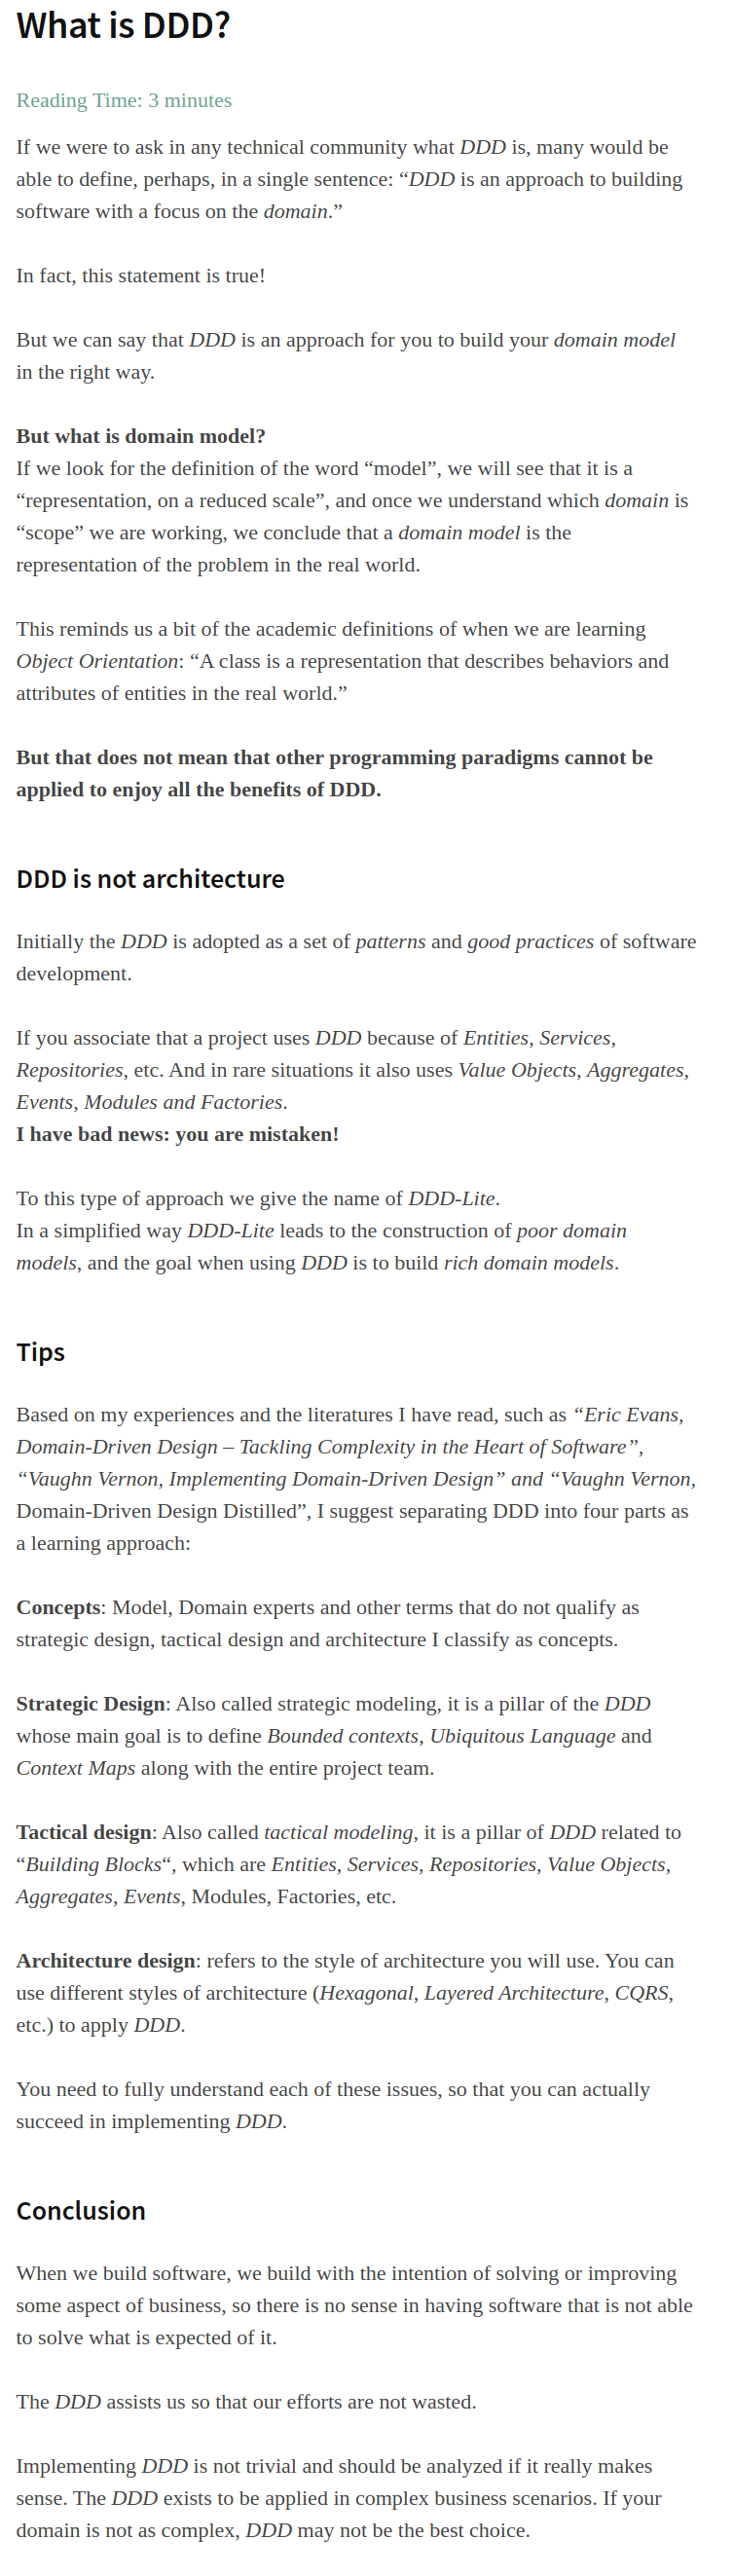 What is DDD?
Reading Time: 3 minutes
If we were to ask in any technical community what DDD is, many would be
able to define, perhaps, in a single sentence: “DDD is an approach to building
software with a focus on the domain.”
In fact, this statement is true!
But we can say that DDD is an approach for you to build your domain model
in the right way.
But what is domain model?
If we look for the definition of the word “model”, we will see that it is a
“representation, on a reduced scale”, and once we understand which domain is
“scope” we are working, we conclude that a domain model is the
representation of the problem in the real world.
This reminds us a bit of the academic definitions of when we are learning
Object Orientation: “A class is a representation that describes behaviors and
attributes of entities in the real world.”
But that does not mean that other programming paradigms cannot be
applied to enjoy all the benefits of DDD.
DDD is not architecture
Initially the DDD is adopted as a set of patterns and good practices of software
development.
If you associate that a project uses DDD because of Entities, Services,
Repositories, etc. And in rare situations it also uses Value Objects, Aggregates,
Events, Modules and Factories.
I have bad news: you are mistaken!
To this type of approach we give the name of DDD-Lite.
In a simplified way DDD-Lite leads to the construction of poor domain
models, and the goal when using DDD is to build rich domain models.
Tips
Based on my experiences and the literatures I have read, such as “Eric Evans,
Domain-Driven Design – Tackling Complexity in the Heart of Software”,
“Vaughn Vernon, Implementing Domain-Driven Design” and “Vaughn Vernon,
Domain-Driven Design Distilled”, I suggest separating DDD into four parts as
a learning approach:
Concepts: Model, Domain experts and other terms that do not qualify as
strategic design, tactical design and architecture I classify as concepts.
Strategic Design: Also called strategic modeling, it is a pillar of the DDD
whose main goal is to define Bounded contexts, Ubiquitous Language and
Context Maps along with the entire project team.
Tactical design: Also called tactical modeling, it is a pillar of DDD related to
“Building Blocks“, which are Entities, Services, Repositories, Value Objects,
Aggregates, Events, Modules, Factories, etc.
Architecture design: refers to the style of architecture you will use. You can
use different styles of architecture (Hexagonal, Layered Architecture, CQRS,
etc.) to apply DDD.
You need to fully understand each of these issues, so that you can actually
succeed in implementing DDD.
Conclusion
When we build software, we build with the intention of solving or improving
some aspect of business, so there is no sense in having software that is not able
to solve what is expected of it.
The DDD assists us so that our efforts are not wasted.
Implementing DDD is not trivial and should be analyzed if it really makes
sense. The DDD exists to be applied in complex business scenarios. If your
domain is not as complex, DDD may not be the best choice.